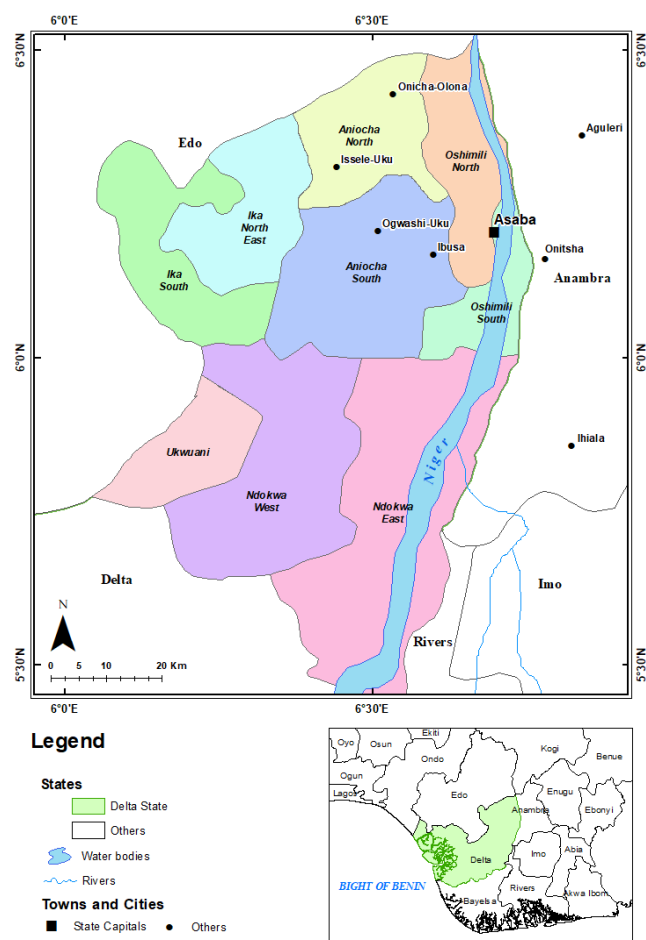 6°0'E
6°30'E
6°30'N
6°30'N
Onicha-Olona
Aguleri
Aniocha
North
Edo
Oshimili
North
Issele-Uku
Ika
North
East
Ogwashi-Uku
Asaba
Ibusa
Onitsha
Aniocha
South
Anambra
Ika
South
Oshimili
South
6°0'N
6°0'N
Ihiala
Ukwuani
Niger
Ndokwa
West
Ndokwa
East
Delta
Imo
N
Rivers
0 5 10 20 Km
5°30'N
5°30'N
6°0'E
6°30'E
Legend
States
Delta State
Others
Water bodies
Rivers
Towns and Cities
State Capitals
Others
Ekiti
Oyo
Osun
Kogi
Ondo
Benue
Ogun
Enugu
Lagos
Edo
Anambra
Ebonyi
Abia
Delta
Imo
BIGHT OF BENIN
Rivers
Akwa Ibom
Bayelsa